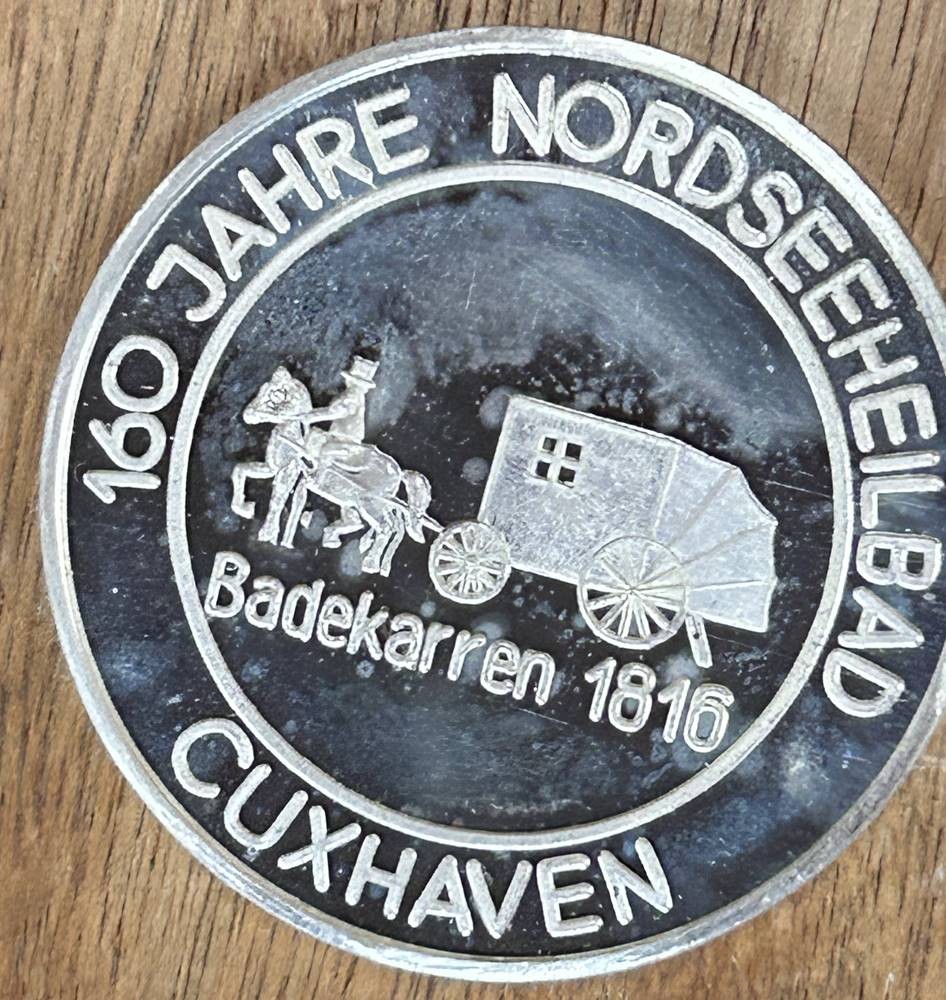 160 JAHRE NORDSEEHEILBAD
Badekarren 1816
CUXHAVEN